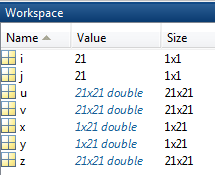 Workspace
Name Value Size
i 21 1x1
j 21 1x1
u 21x21 double 21x21
v 21x21 double 21x21
x 1x21 double 1x21
y 1x21 double 1x21
z 21x21 double 21x21